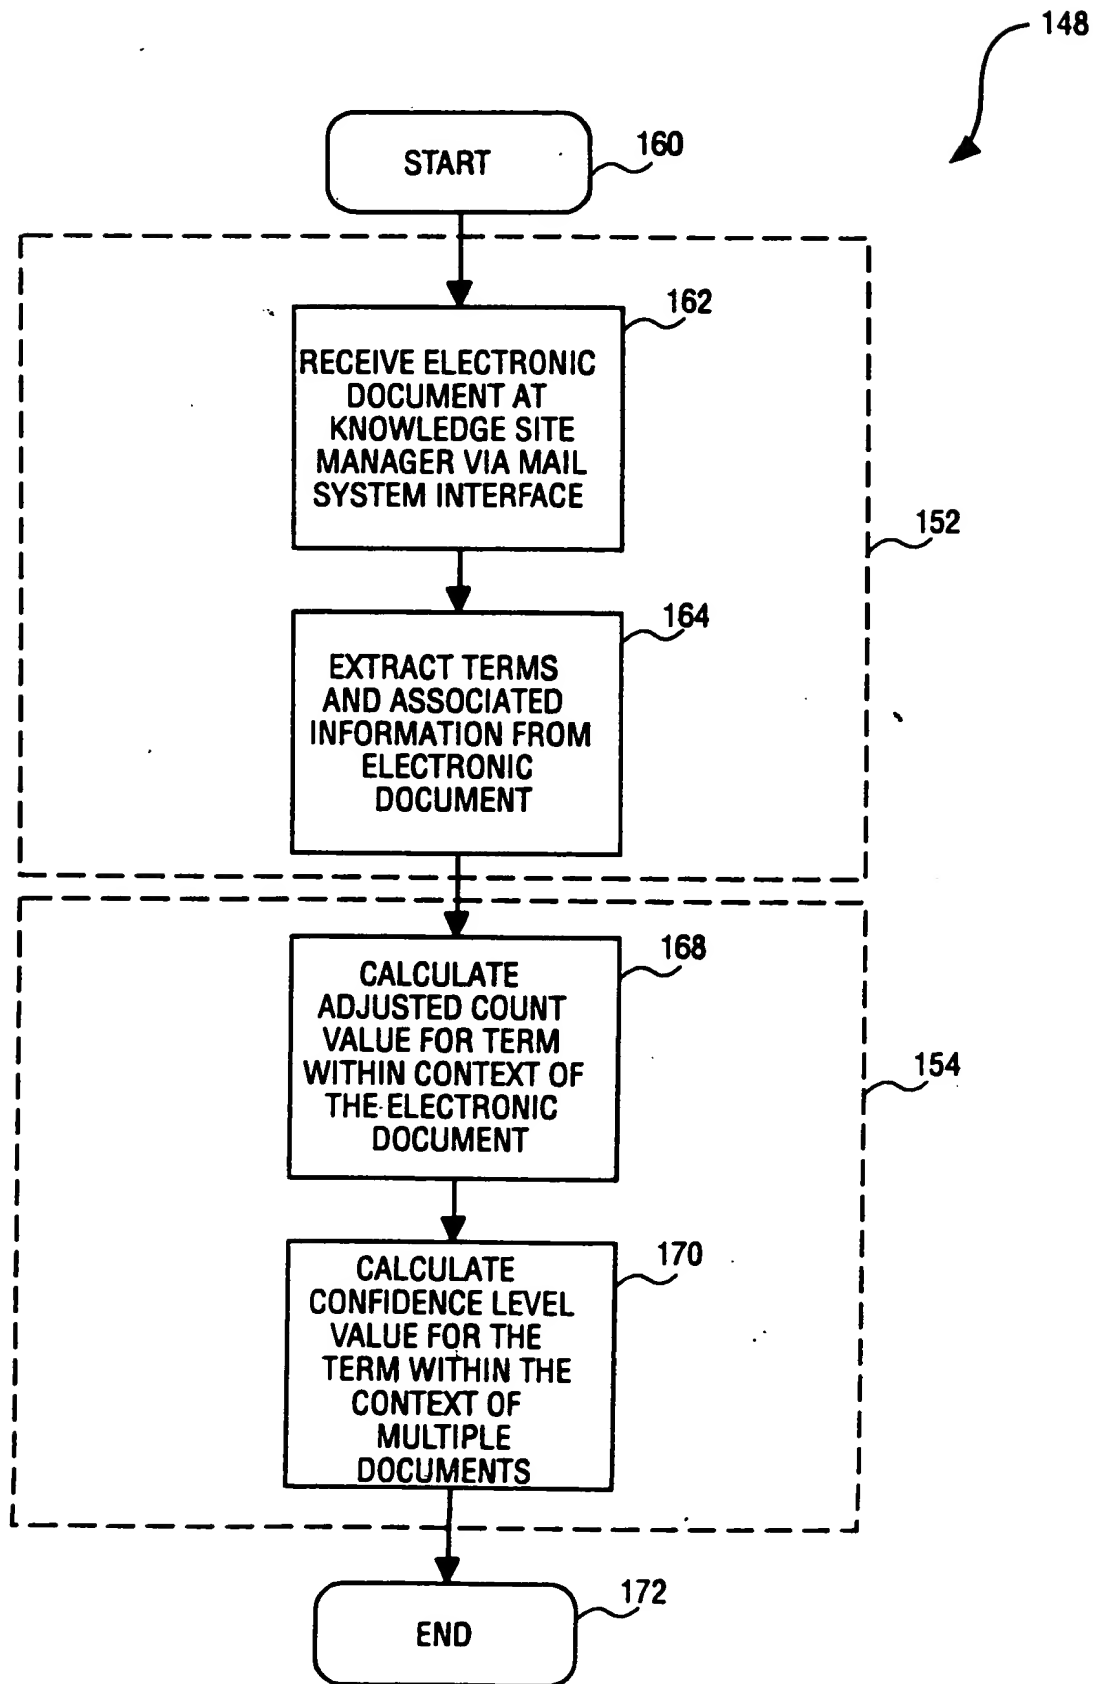 148
START
160
162
RECEIVE ELECTRONIC
DOCUMENT AT
KNOWLEDGE SITE
MANAGER VIA MAIL
SYSTEM INTERFACE
152
164
EXTRACT TERMS
AND ASSOCIATED
INFORMATION FROM
ELECTRONIC
DOCUMENT
168
CALCULATE
ADJUSTED COUNT
VALUE FOR TERM
WITHIN CONTEXT OF
THE ELECTRONIC
DOCUMENT
154
170
CALCULATE
CONFIDENCE LEVEL
VALUE FOR THE
TERM WITHIN THE
CONTEXT OF
MULTIPLE
DOCUMENTS
172
END